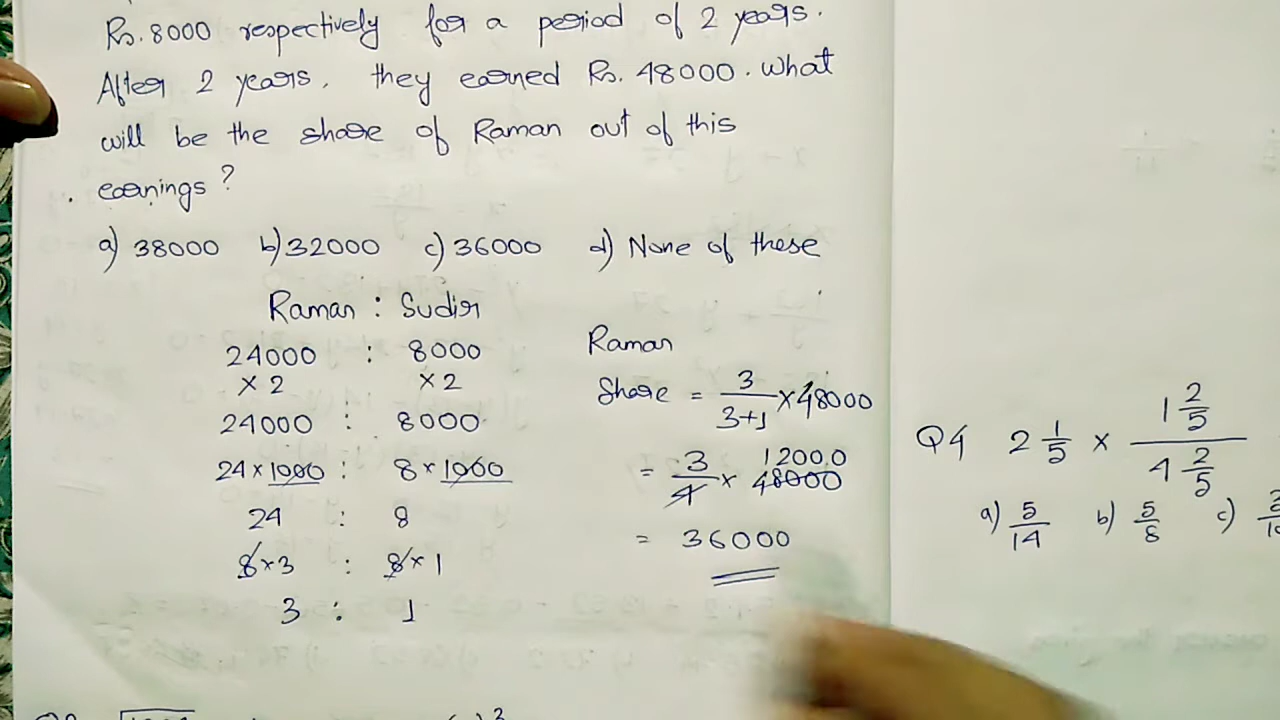 Rs. 8000 respectively for a period of 2 years.
After 2 years, they earned Rs. 48000. What
will be the share of Raman out of this
earnings?
a) 38000 b) 32000 c) 36000 d) None of these
Raman : Sudir
24000 : 8000
× 2 × 2
24000 : 8000
24 × 1000 : 8 × 1000
24 : 8
8 × 3 : 8 × 1
3 : 1
Raman
Share = 3/3+1 × 48000
= 3/4 × 48000 12000
= 36000
Q4 2 1/5 × 1 2/5 / 4 2/5
a) 5/14 b) 5/8 c)